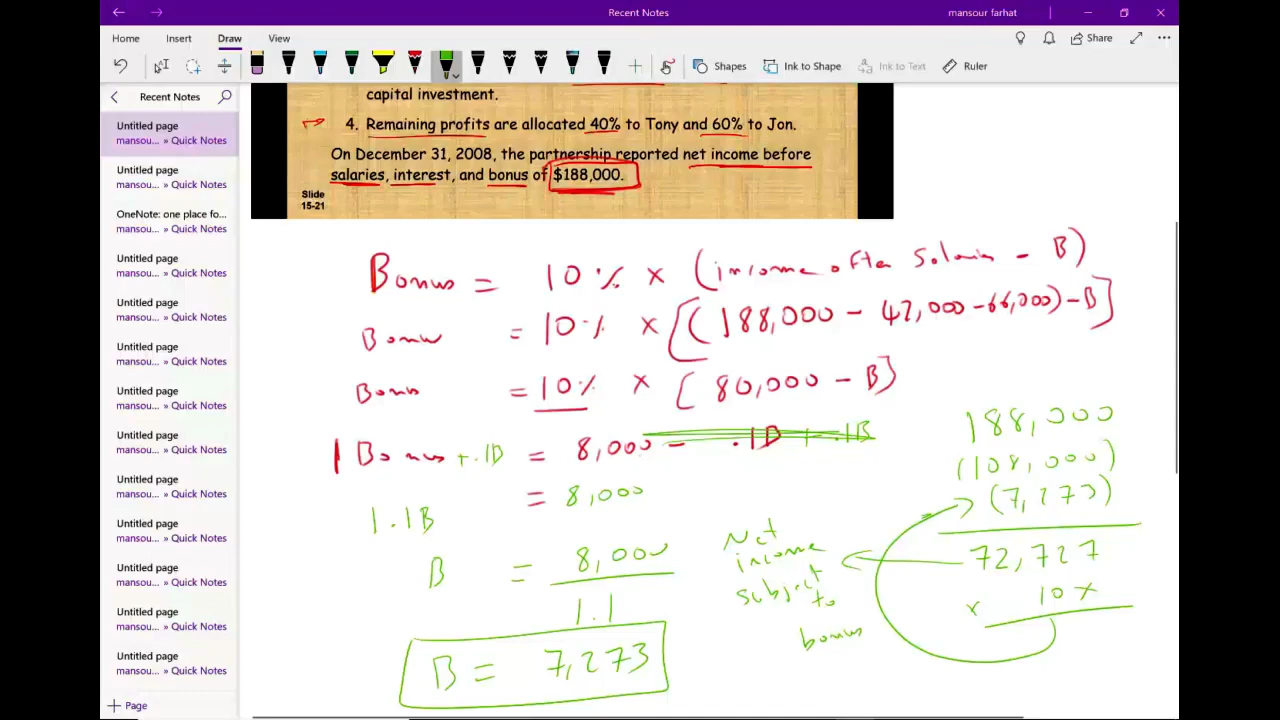 Recent Notes
mansour farhat
Home Insert Draw View
Share
Shapes
Ink to Shape
Ink to Text
Ruler
Recent Notes
Untitled page
mansou... » Quick Notes
Untitled page
mansou... » Quick Notes
OneNote: one place fo...
mansou... » Quick Notes
Untitled page
mansou... » Quick Notes
Untitled page
mansou... » Quick Notes
Untitled page
mansou... » Quick Notes
Untitled page
mansou... » Quick Notes
Untitled page
mansou... » Quick Notes
Untitled page
mansou... » Quick Notes
Untitled page
mansou... » Quick Notes
Untitled page
mansou... » Quick Notes
Untitled page
mansou... » Quick Notes
Untitled page
mansou... » Quick Notes
Page
capital investment.
4. Remaining profits are allocated 40% to Tony and 60% to Jon.
On December 31, 2008, the partnership reported net income before
salaries, interest, and bonus of $188,000.
Slide
15-21
Bonus = 10% x (income after Salaries - B)
Bonus = 10% x [(188,000 - 42,000 - 66,000) - B]
Bonus = 10% x [80,000 - B]
1 Bonus + .1B = 8,000 - .1B + .1B
1.1B = 8,000
B = 8,000
1.1
B = 7,273
188,000
(108,000)
(7,273)
72,727
x 10%
Net
income
subject
to
bonus